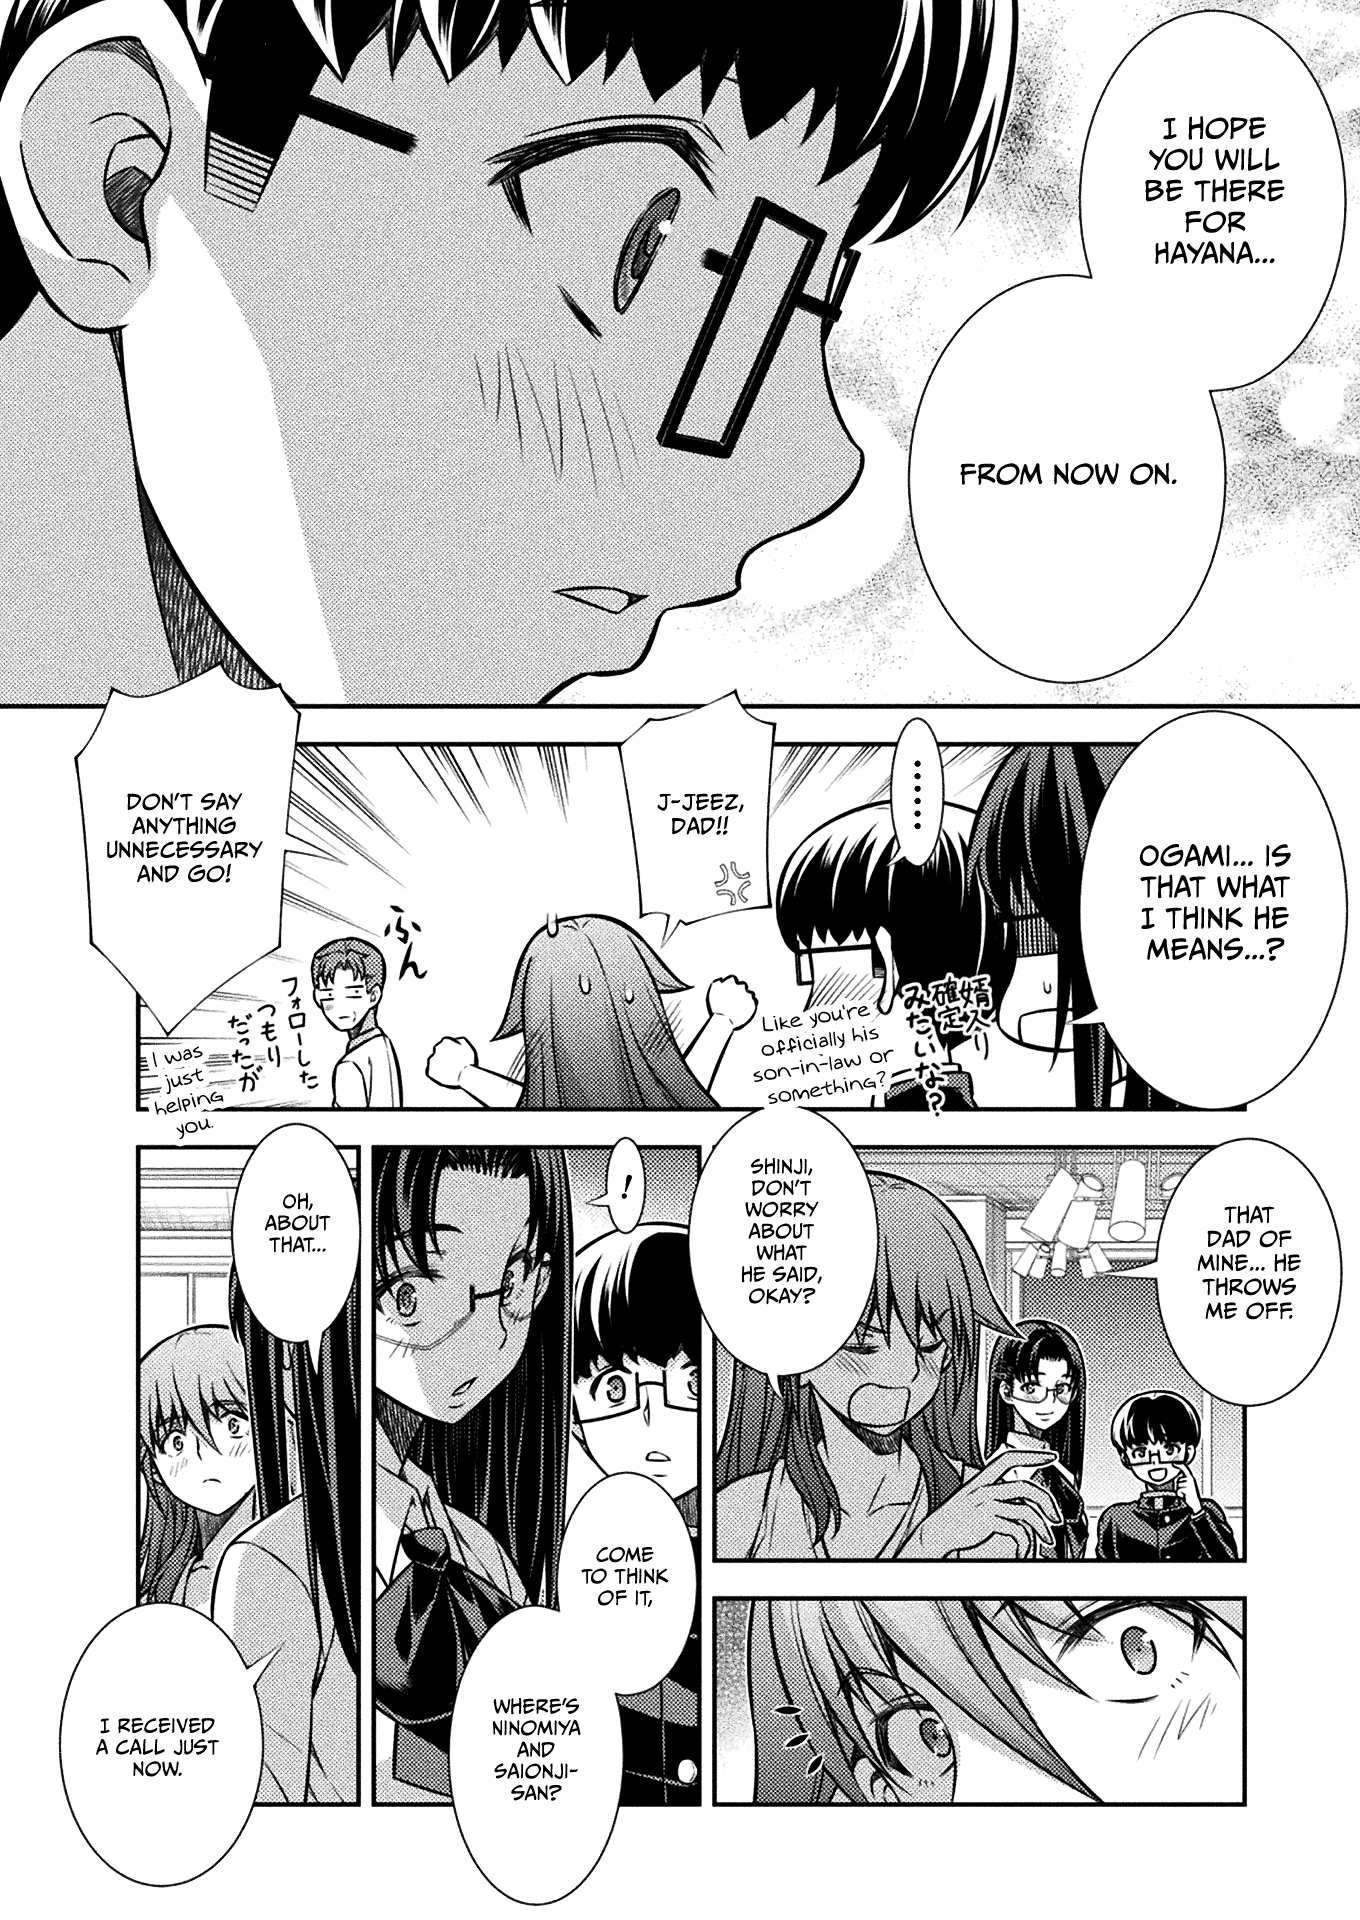 I HOPE
YOU WILL
BE THERE
FOR
HAYANA...
FROM NOW ON.
OGAMI... IS
THAT WHAT
I THINK HE
MEANS...?
婿入り
確定
みたいな?
Like you're
officially his
son-in-law or
something?
••••••
J-JEEZ,
DAD!!
DON'T SAY
ANYTHING
UNNECESSARY
AND GO!
ふん
フォローした
つもり
だったが
I was
just
helping
you.
THAT
DAD OF
MINE... HE
THROWS
ME OFF.
SHINJI,
DON'T
WORRY
ABOUT
WHAT
HE SAID,
OKAY?
!
COME
TO THINK
OF IT,
WHERE'S
NINOMIYA
AND
SAIONJI-
SAN?
OH,
ABOUT
THAT...
I RECEIVED
A CALL JUST
NOW.